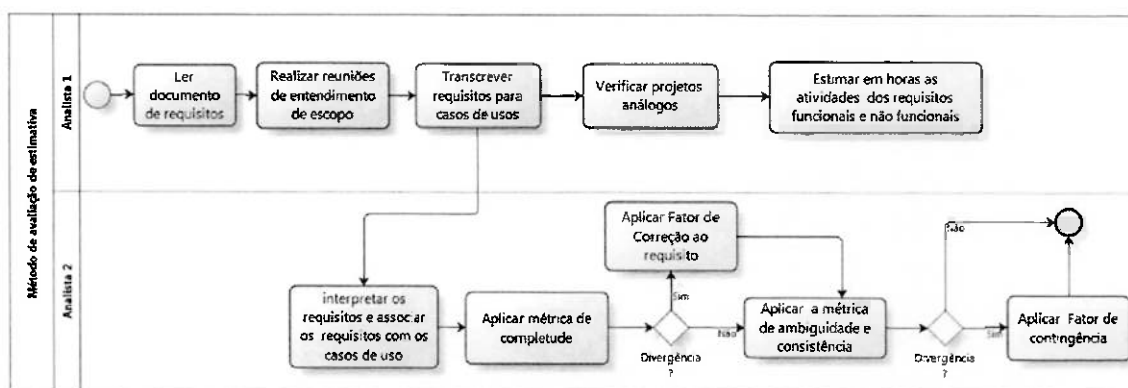 Método de avaliação de estimativa
Analista 1
Ler
documento
de requisitos
Realizar reuniões
de entendimento
de escopo
Transcrever
requisitos para
casos de usos
Verificar projetos
análogos
Estimar em horas as
atividades dos requisitos
funcionais e não funcionais
Analista 2
interpretar os
requisitos e associar
os requisitos com os
casos de uso
Aplicar métrica de
completude
Divergência
?
Sim
Não
Aplicar Fator de
Correção ao
requisito
Aplicar a métrica
de ambiguidade e
consistência
Divergência
?
Não
Sim
Aplicar Fator de
contingência